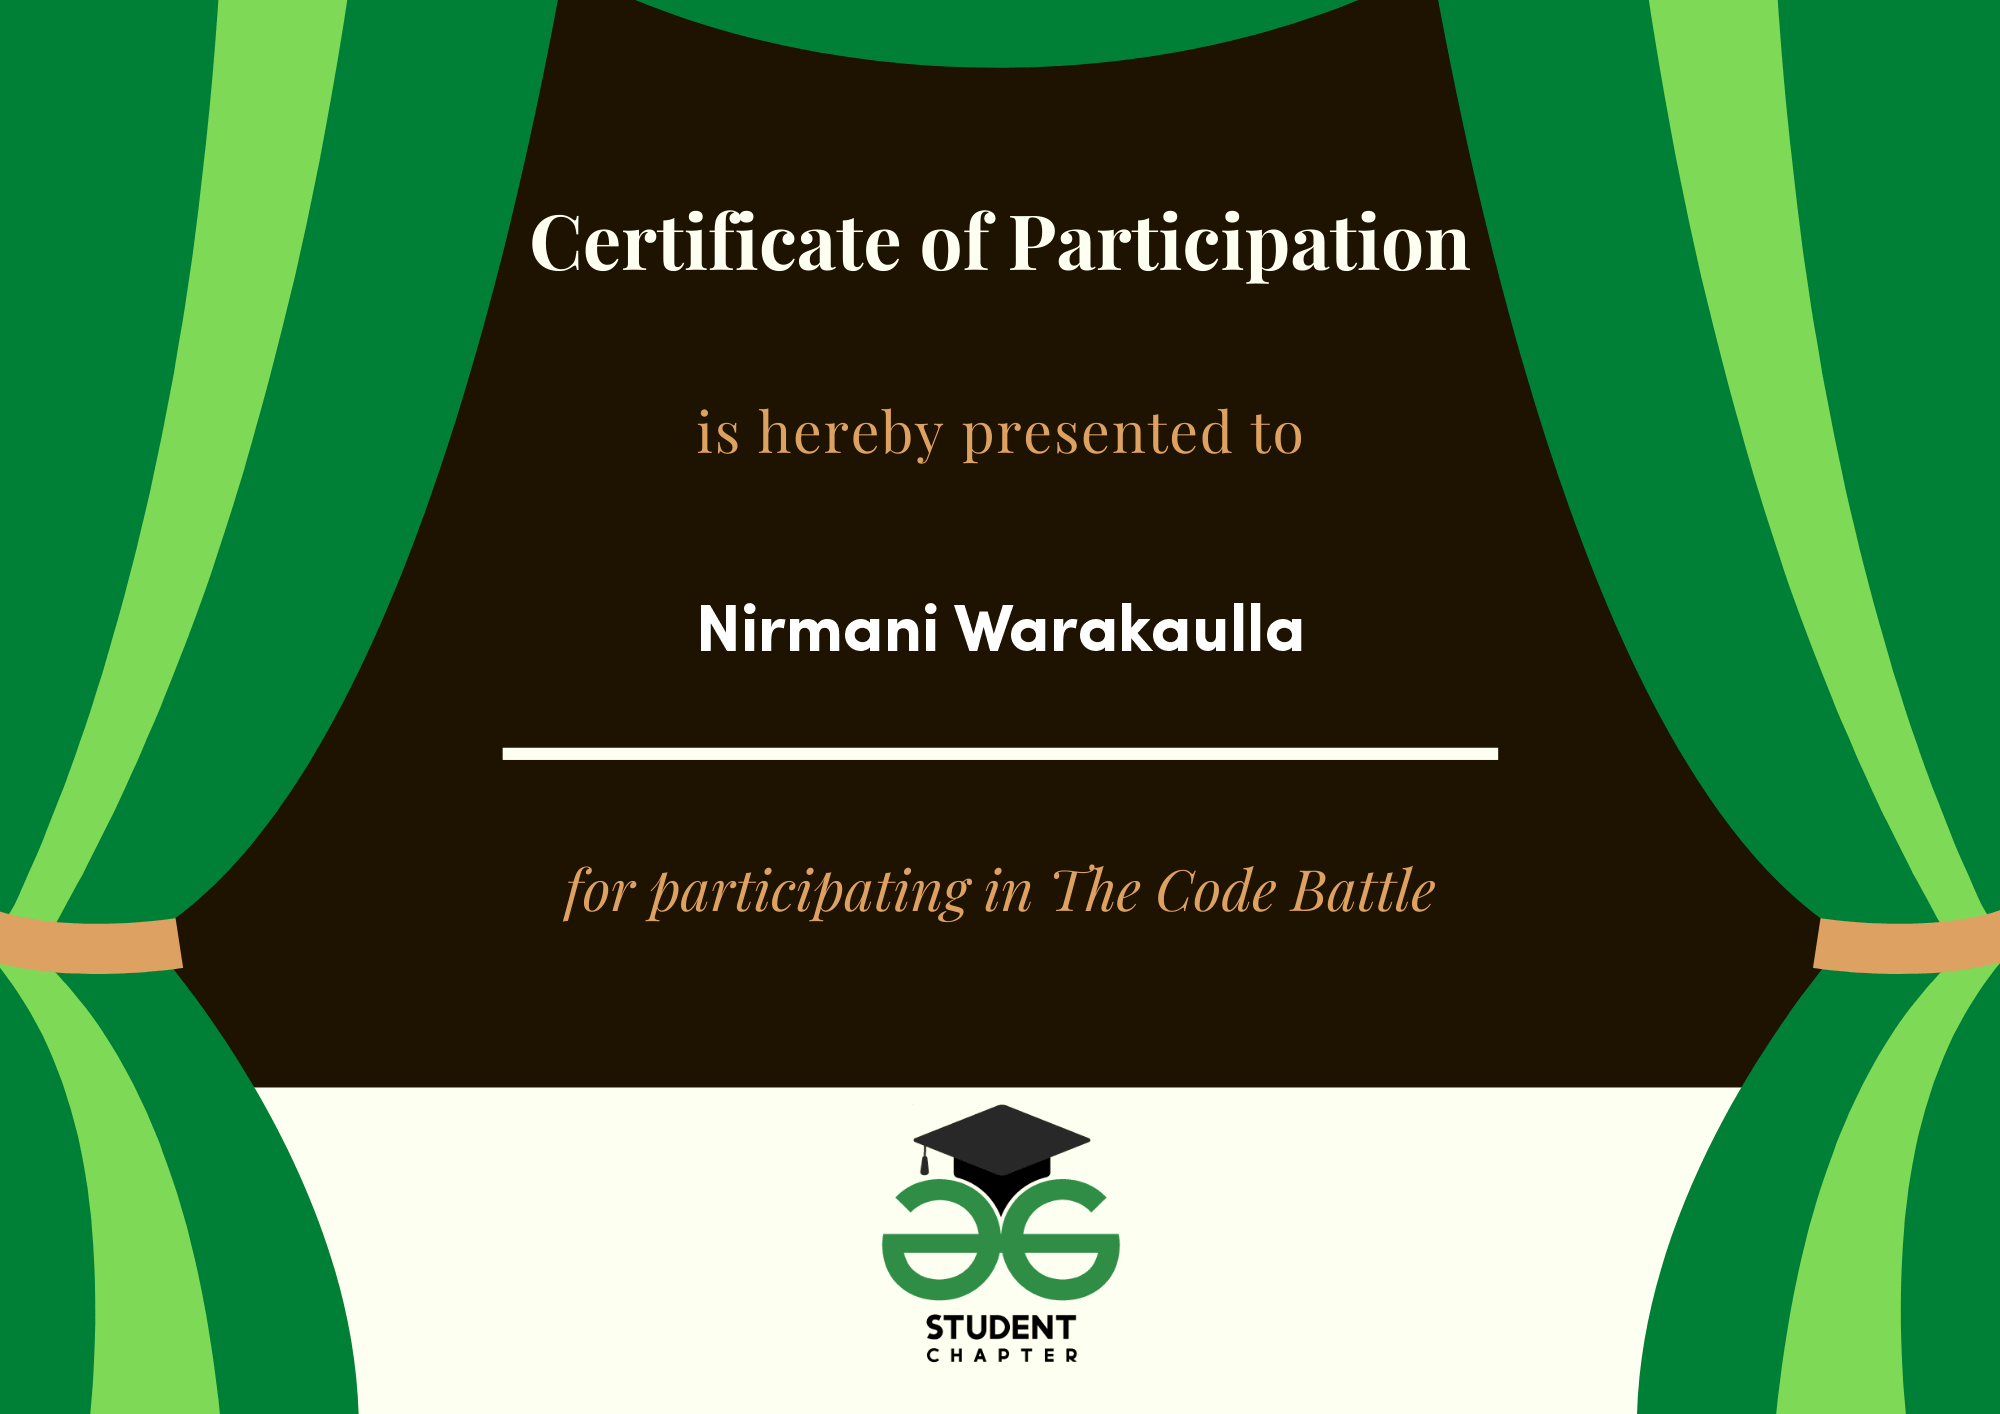 Certificate of Participation
is hereby presented to
Nirmani Warakaulla
for participating in The Code Battle
STUDENT
CHAPTER